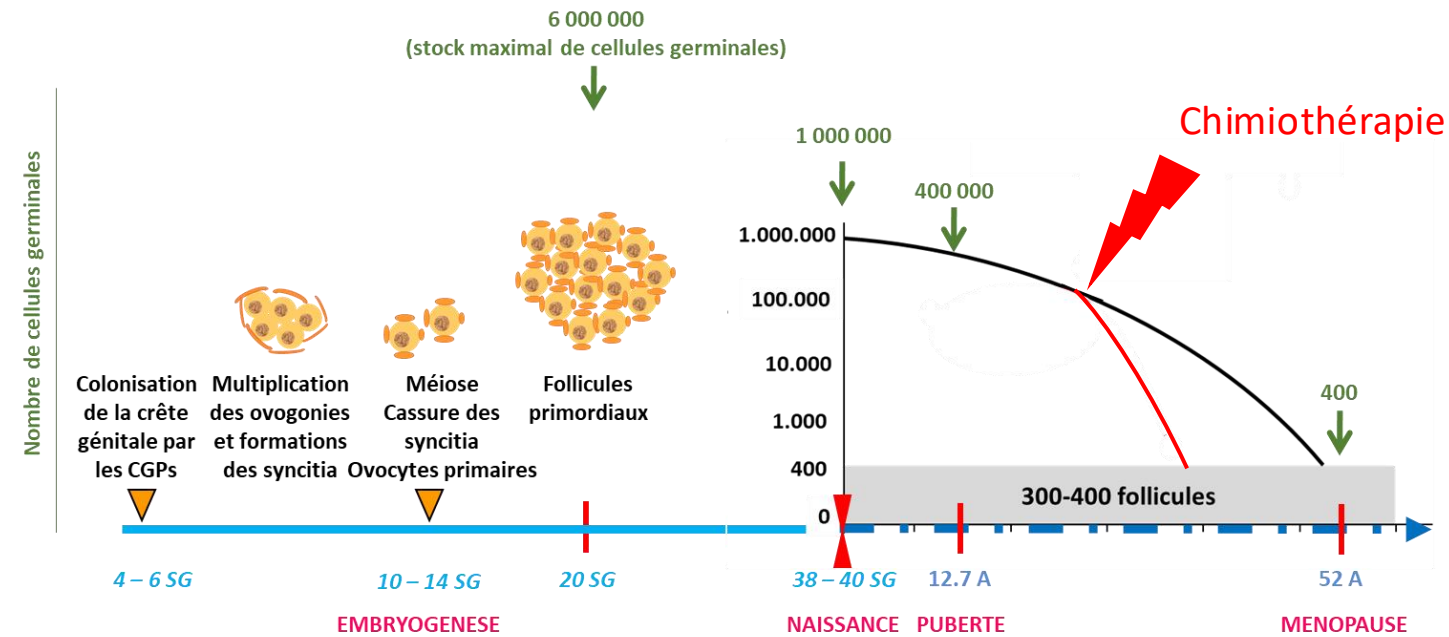 6 000 000
(stock maximal de cellules germinales)
Chimiothérapie
1 000 000
400 000
Nombre de cellules germinales
1.000.000
100.000
10.000
1.000
400
0
400
Colonisation
de la crête
génitale par
les CGPs
Multiplication
des ovogonies
et formations
des syncitia
Méiose
Cassure des
syncitia
Ovocytes primaires
Follicules
primordiaux
300-400 follicules
4 – 6 SG
10 – 14 SG
20 SG
38 – 40 SG
12.7 A
52 A
EMBRYOGENESE
NAISSANCE
PUBERTE
MENOPAUSE